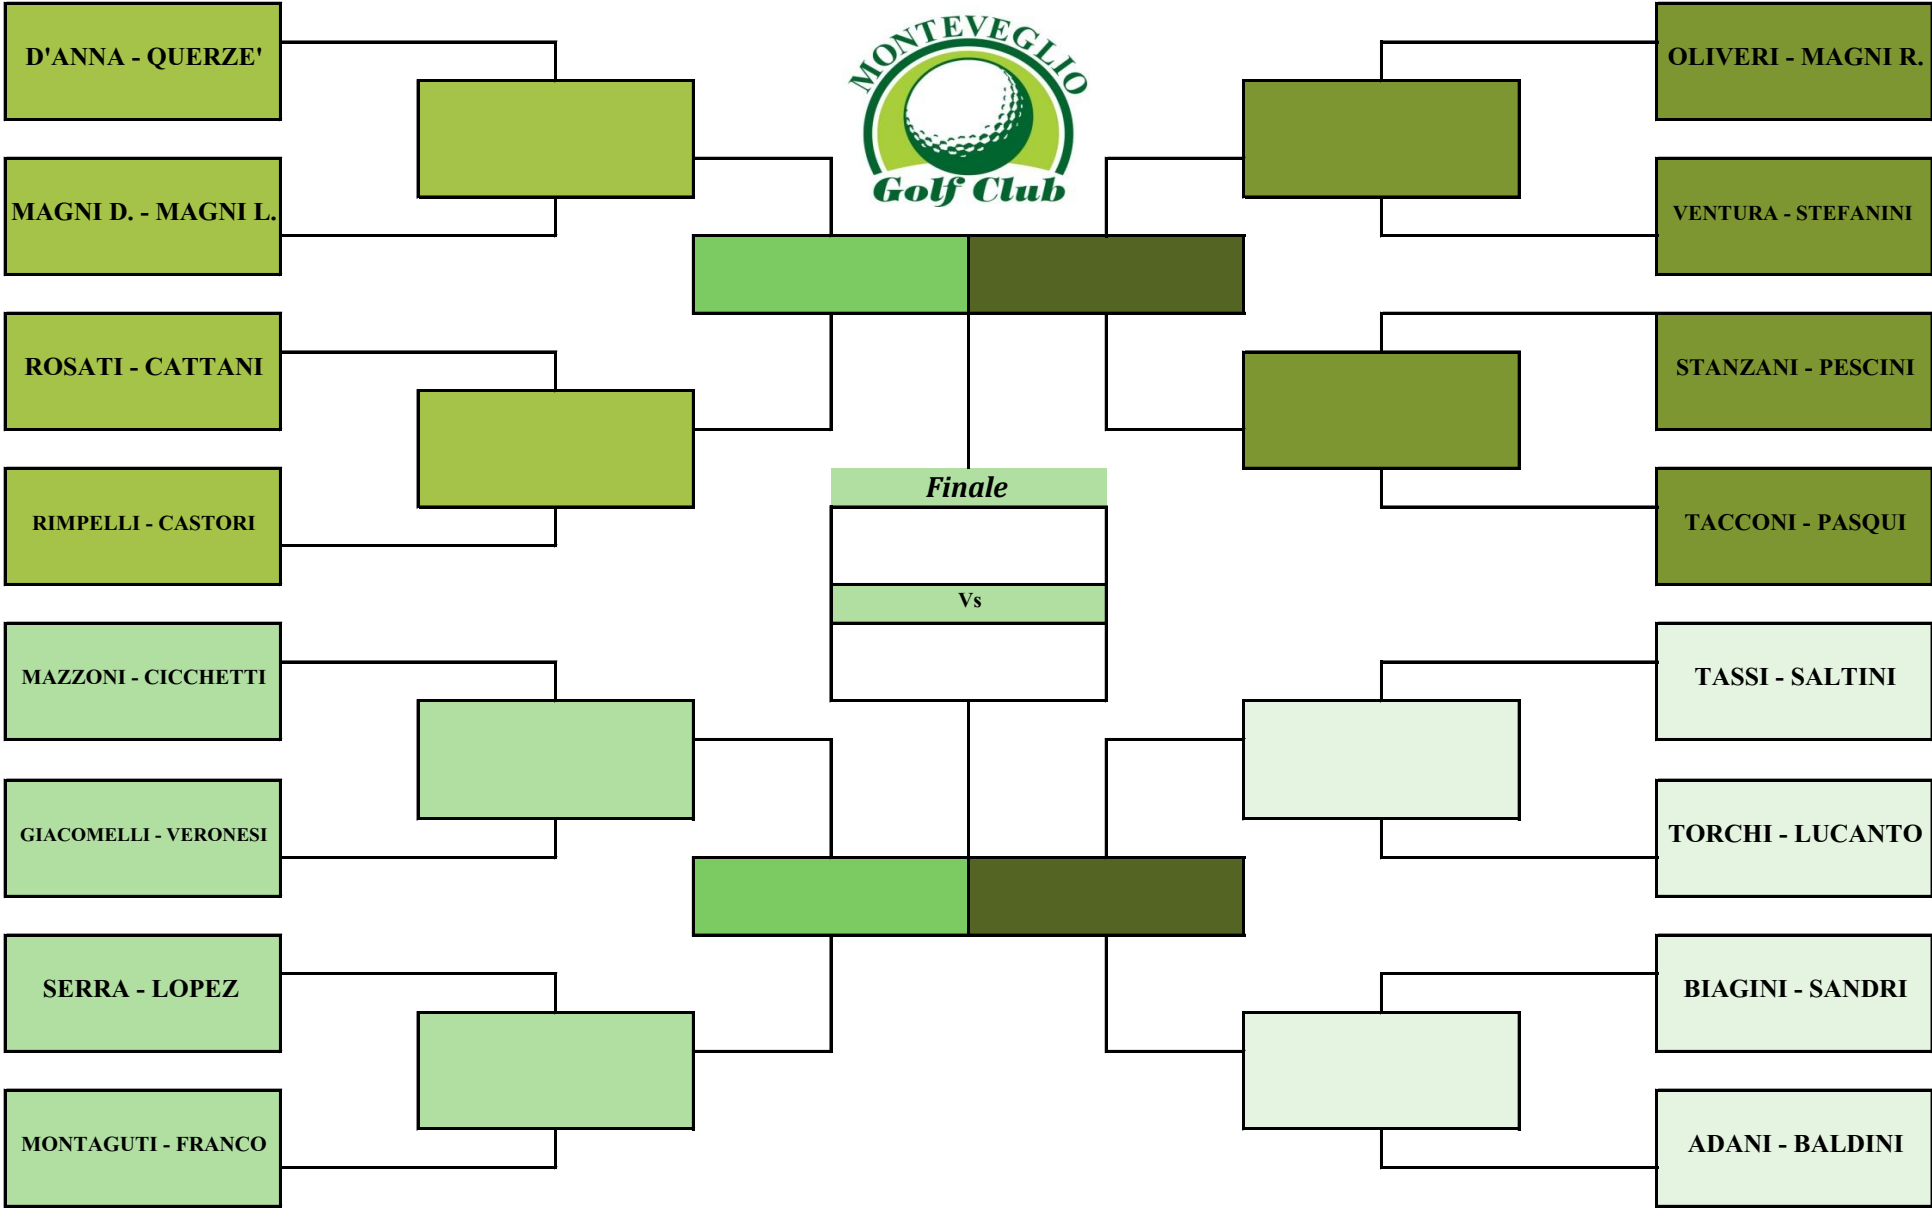 D'ANNA - QUERZE'
MAGNI D. - MAGNI L.
ROSATI - CATTANI
RIMPELLI - CASTORI
MAZZONI - CICCHETTI
GIACOMELLI - VERONESI
SERRA - LOPEZ
MONTAGUTI - FRANCO
MONTEVEGLIO
Golf Club
Finale
Vs
OLIVERI - MAGNI R.
VENTURA - STEFANINI
STANZANI - PESCINI
TACCONI - PASQUI
TASSI - SALTINI
TORCHI - LUCANTO
BIAGINI - SANDRI
ADANI - BALDINI